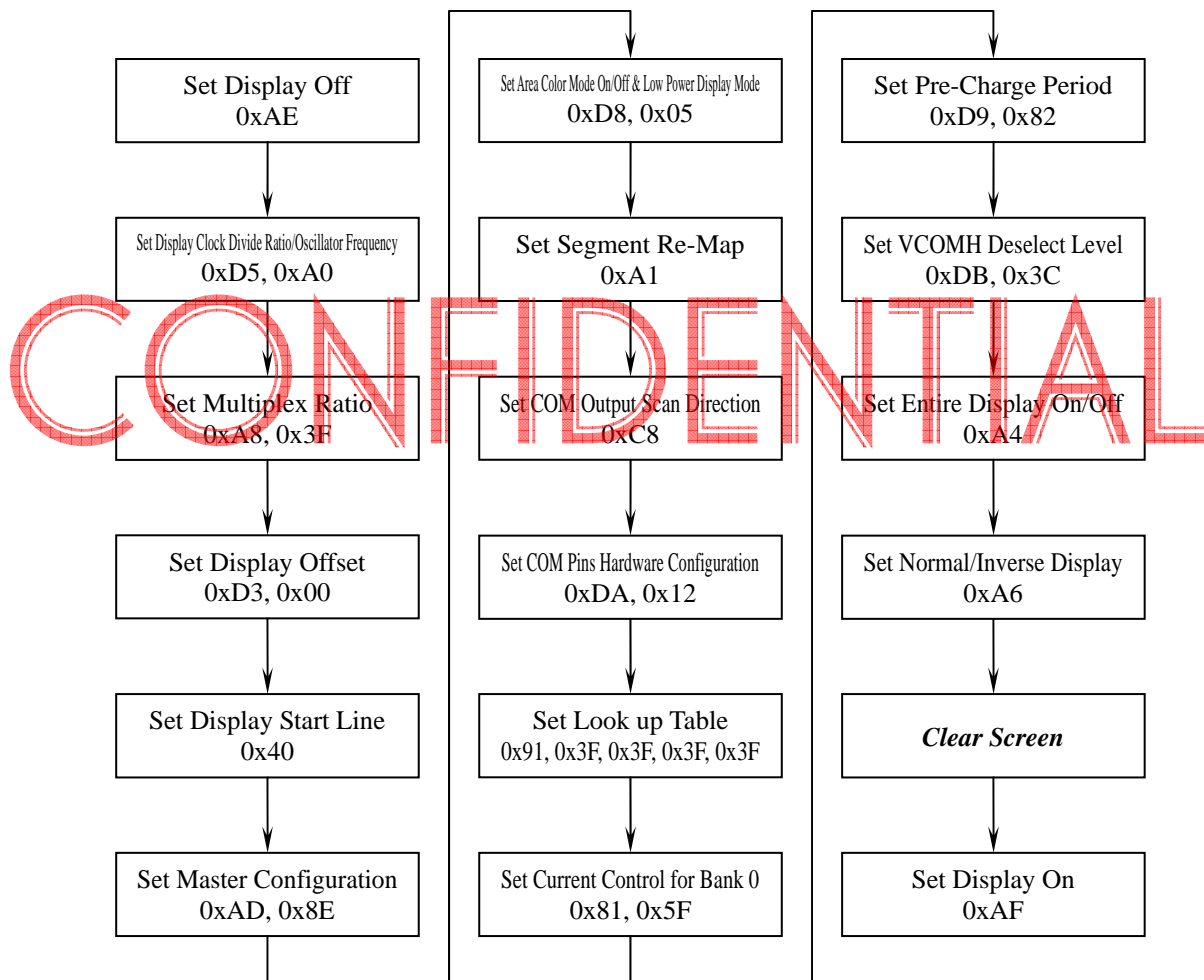 Set Display Off
0xAE
Set Display Clock Divide Ratio/Oscillator Frequency
0xD5, 0xA0
Set Multiplex Ratio
0xA8, 0x3F
Set Display Offset
0xD3, 0x00
Set Display Start Line
0x40
Set Master Configuration
0xAD, 0x8E
Set Area Color Mode On/Off & Low Power Display Mode
0xD8, 0x05
Set Segment Re-Map
0xA1
Set COM Output Scan Direction
0xC8
Set COM Pins Hardware Configuration
0xDA, 0x12
Set Look up Table
0x91, 0x3F, 0x3F, 0x3F, 0x3F
Set Current Control for Bank 0
0x81, 0x5F
Set Pre-Charge Period
0xD9, 0x82
Set VCOMH Deselect Level
0xDB, 0x3C
Set Entire Display On/Off
0xA4
Set Normal/Inverse Display
0xA6
Clear Screen
Set Display On
0xAF
CONFIDENTIAL